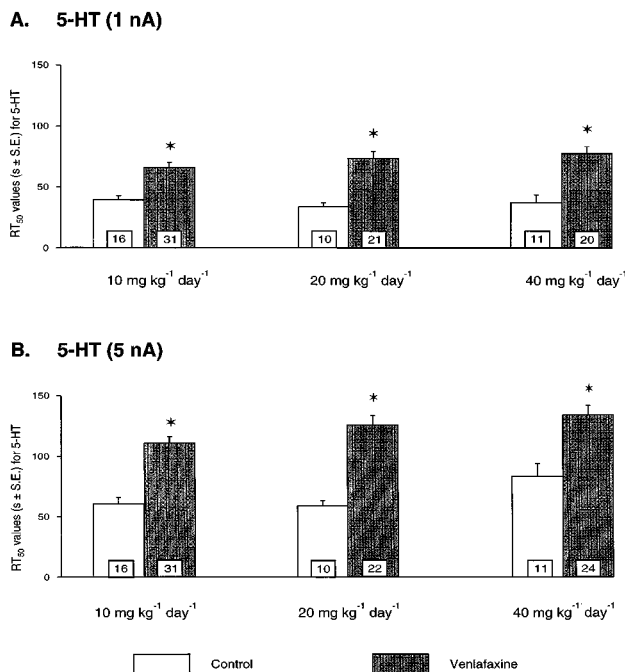 A. 5-HT (1 nA)
RT₅₀ values (s ± S.E.) for 5-HT
150
100
50
0
* * *
16 31 10 21 11 20
10 mg kg⁻¹ day⁻¹ 20 mg kg⁻¹ day⁻¹ 40 mg kg⁻¹ day⁻¹
B. 5-HT (5 nA)
RT₅₀ values (s ± S.E.) for 5-HT
150
100
50
0
* * *
16 31 10 22 11 24
10 mg kg⁻¹ day⁻¹ 20 mg kg⁻¹ day⁻¹ 40 mg kg⁻¹ day⁻¹
Control Venlafaxine